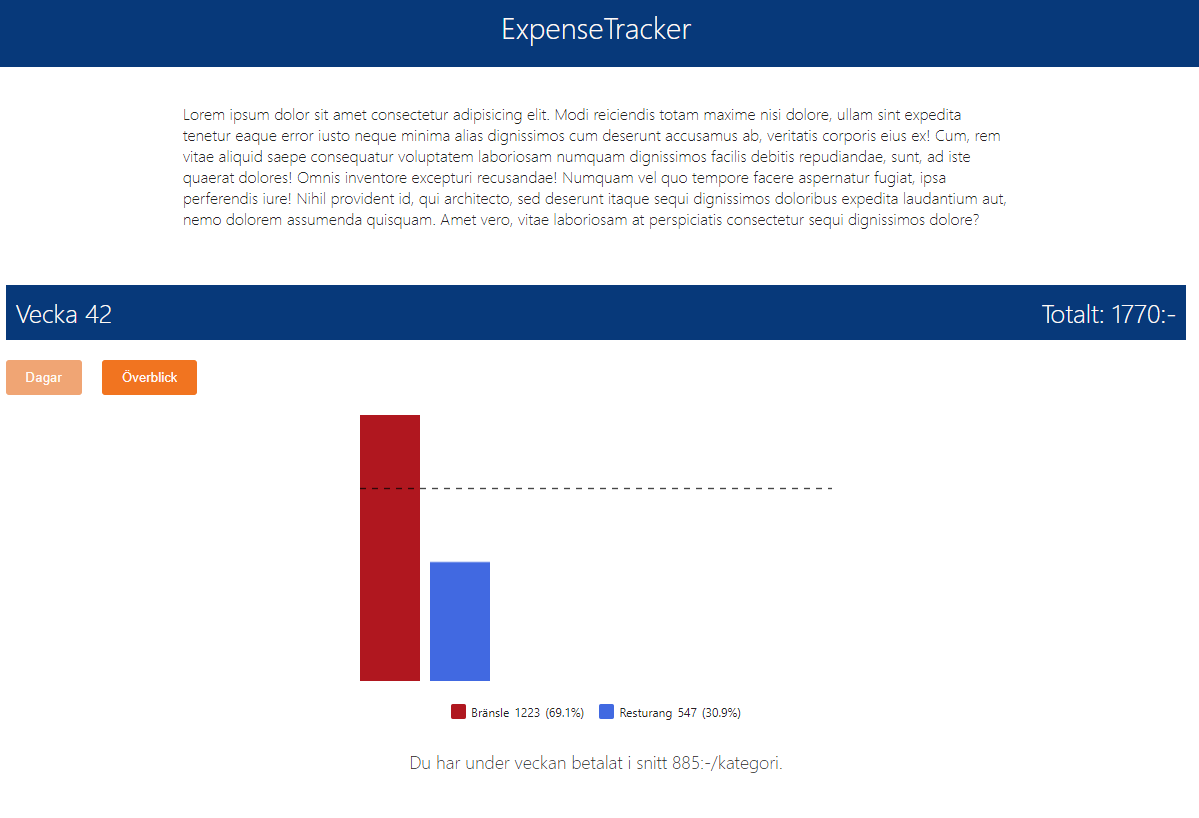 ExpenseTracker
Lorem ipsum dolor sit amet consectetur adipisicing elit. Modi reiciendis totam maxime nisi dolore, ullam sint expedita
tenetur eaque error iusto neque minima alias dignissimos cum deserunt accusamus ab, veritatis corporis eius ex! Cum, rem
vitae aliquid saepe consequatur voluptatem laboriosam numquam dignissimos facilis debitis repudiandae, sunt, ad iste
quaerat dolores! Omnis inventore excepturi recusandae! Numquam vel quo tempore facere aspernatur fugiat, ipsa
perferendis iure! Nihil provident id, qui architecto, sed deserunt itaque sequi dignissimos doloribus expedita laudantium aut,
nemo dolorem assumenda quisquam. Amet vero, vitae laboriosam at perspiciatis consectetur sequi dignissimos dolore?
Vecka 42 Totalt: 1770:-
Dagar Överblick
Bränsle 1223 (69.1%) Resturang 547 (30.9%)
Du har under veckan betalat i snitt 885:-/kategori.